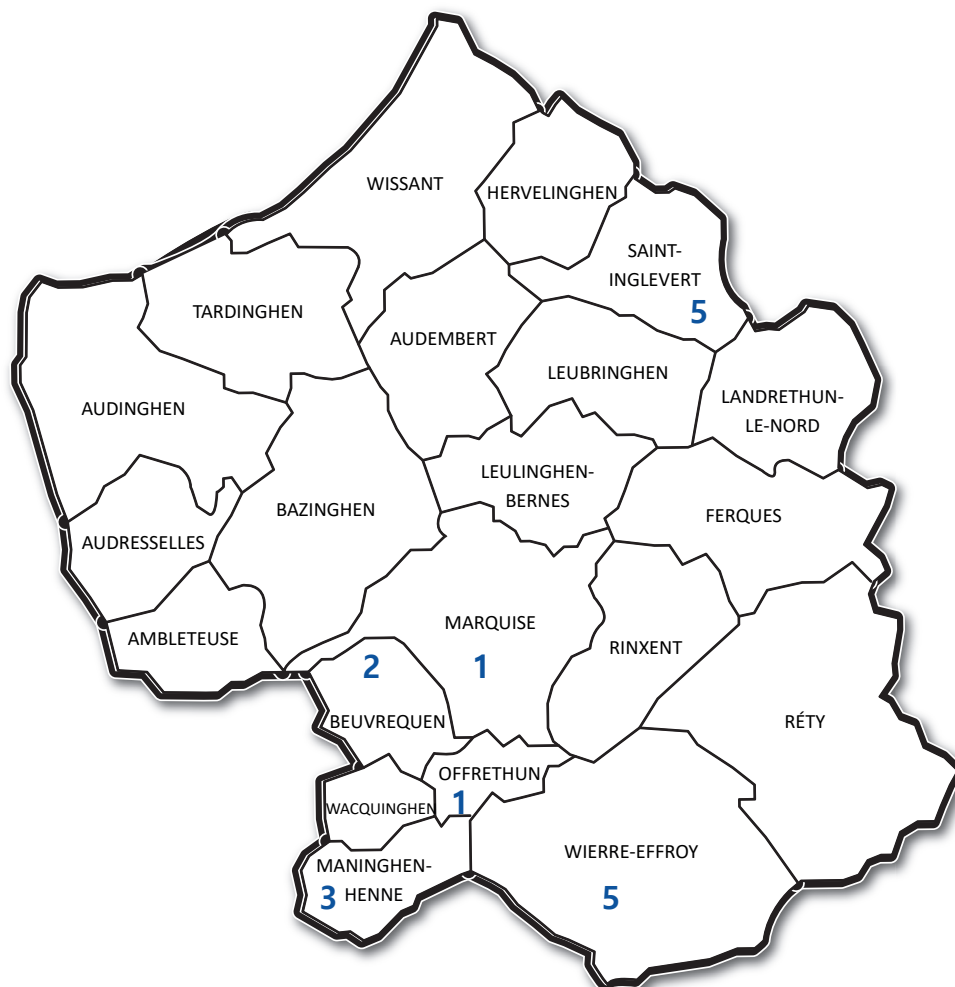 WISSANT
HERVELINGHEN
SAINT-
INGLEVERT
5
TARDINGHEN
AUDEMBERT
LEUBRINGHEN
LANDRETHUN-
LE-NORD
AUDINGHEN
LEULINGHEN-
BERNES
BAZINGHEN
FERQUES
AUDRESSELLES
AMBLETEUSE
MARQUISE
1
RINXENT
2
BEUVREQUEN
RÉTY
OFFRETHUN
1
WACQUINGHEN
WIERRE-EFFROY
5
MANINGHEN-
HENNE
3